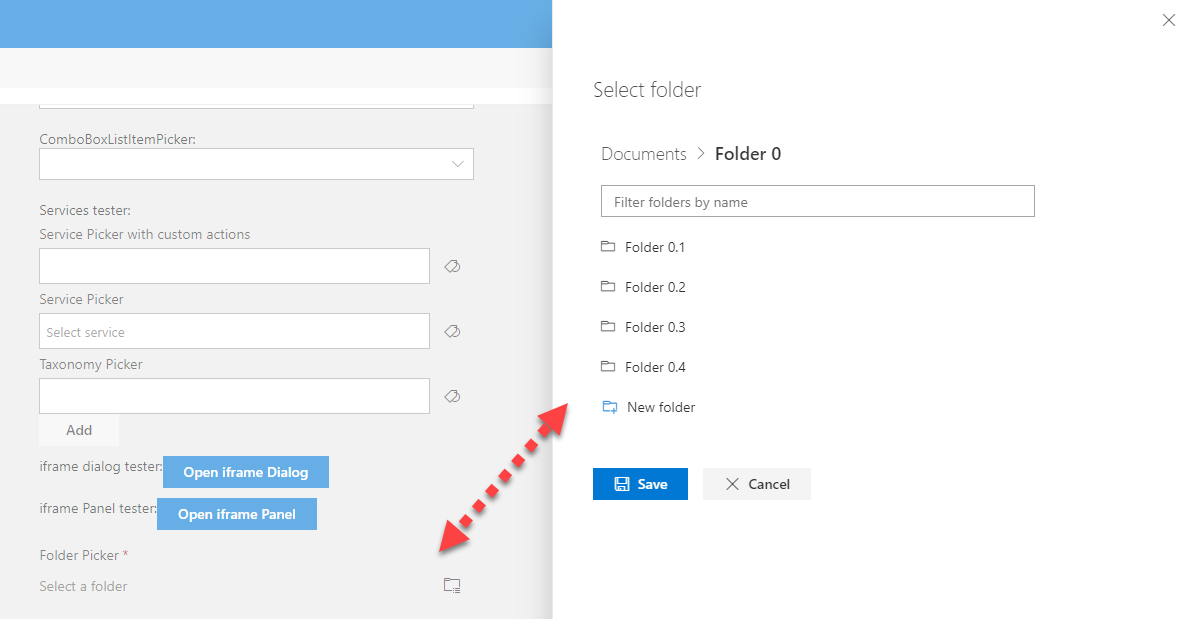 ComboBoxListItemPicker:
Services tester:
Service Picker with custom actions
Service Picker
Select service
Taxonomy Picker
Add
iframe dialog tester:
Open iframe Dialog
iframe Panel tester:
Open iframe Panel
Folder Picker *
Select a folder
Select folder
Documents > Folder 0
Filter folders by name
Folder 0.1
Folder 0.2
Folder 0.3
Folder 0.4
New folder
Save
Cancel